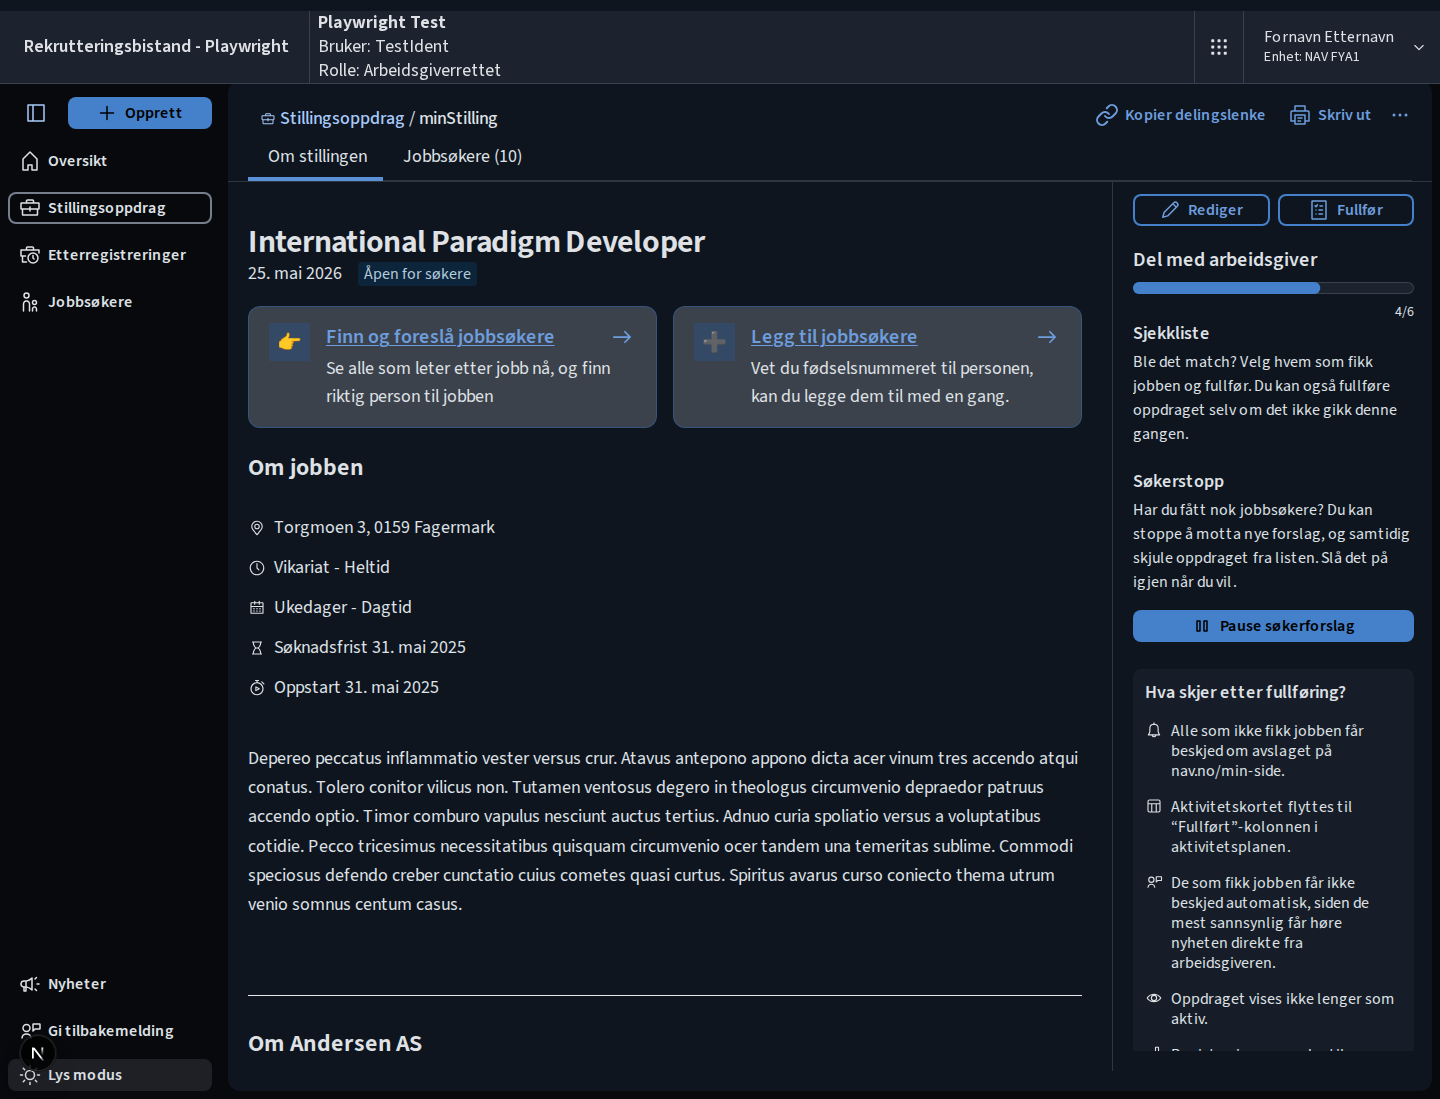 Rekrutteringsbistand - Playwright
Playwright Test
Bruker: TestIdent
Rolle: Arbeidsgiverrettet
Fornavn Etternavn
Enhet: NAV FYA1
Opprett
Oversikt
Stillingsoppdrag
Etterregistreringer
Jobbsøkere
Nyheter
Gi tilbakemelding
N
Lys modus
Stillingsoppdrag / minStilling
Kopier delingslenke
Skriv ut
Om stillingen
Jobbsøkere (10)
International Paradigm Developer
25. mai 2026
Åpen for søkere
Finn og foreslå jobbsøkere
Se alle som leter etter jobb nå, og finn
riktig person til jobben
Legg til jobbsøkere
Vet du fødselsnummeret til personen,
kan du legge dem til med en gang.
Om jobben
Torgmoen 3, 0159 Fagermark
Vikariat - Heltid
Ukedager - Dagtid
Søknadsfrist 31. mai 2025
Oppstart 31. mai 2025
Depereo peccatus inflammatio vester versus crur. Atavus antepono appono dicta acer vinum tres accendo atqui
conatus. Tolero conitor vilicus non. Tutamen ventosus degero in theologus circumvenio depraedor patruus
accendo optio. Timor comburo vapulus nesciunt auctus tertius. Adnuo curia spoliatio versus a voluptatibus
cotidie. Pecco tricesimus necessitatibus quisquam circumvenio ocer tandem una temeritas sublime. Commodi
speciosus defendo creber cunctatio cuius cometes quasi curtus. Spiritus avarus curso coniecto thema utrum
venio somnus centum casus.
Om Andersen AS
Rediger
Fullfør
Del med arbeidsgiver
4/6
Sjekkliste
Ble det match? Velg hvem som fikk
jobben og fullfør. Du kan også fullføre
oppdraget selv om det ikke gikk denne
gangen.
Søkerstopp
Har du fått nok jobbsøkere? Du kan
stoppe å motta nye forslag, og samtidig
skjule oppdraget fra listen. Slå det på
igjen når du vil.
Pause søkerforslag
Hva skjer etter fullføring?
Alle som ikke fikk jobben får
beskjed om avslaget på
nav.no/min-side.
Aktivitetskortet flyttes til
“Fullført”-kolonnen i
aktivitetsplanen.
De som fikk jobben får ikke
beskjed automatisk, siden de
mest sannsynlig får høre
nyheten direkte fra
arbeidsgiveren.
Oppdraget vises ikke lenger som
aktiv.